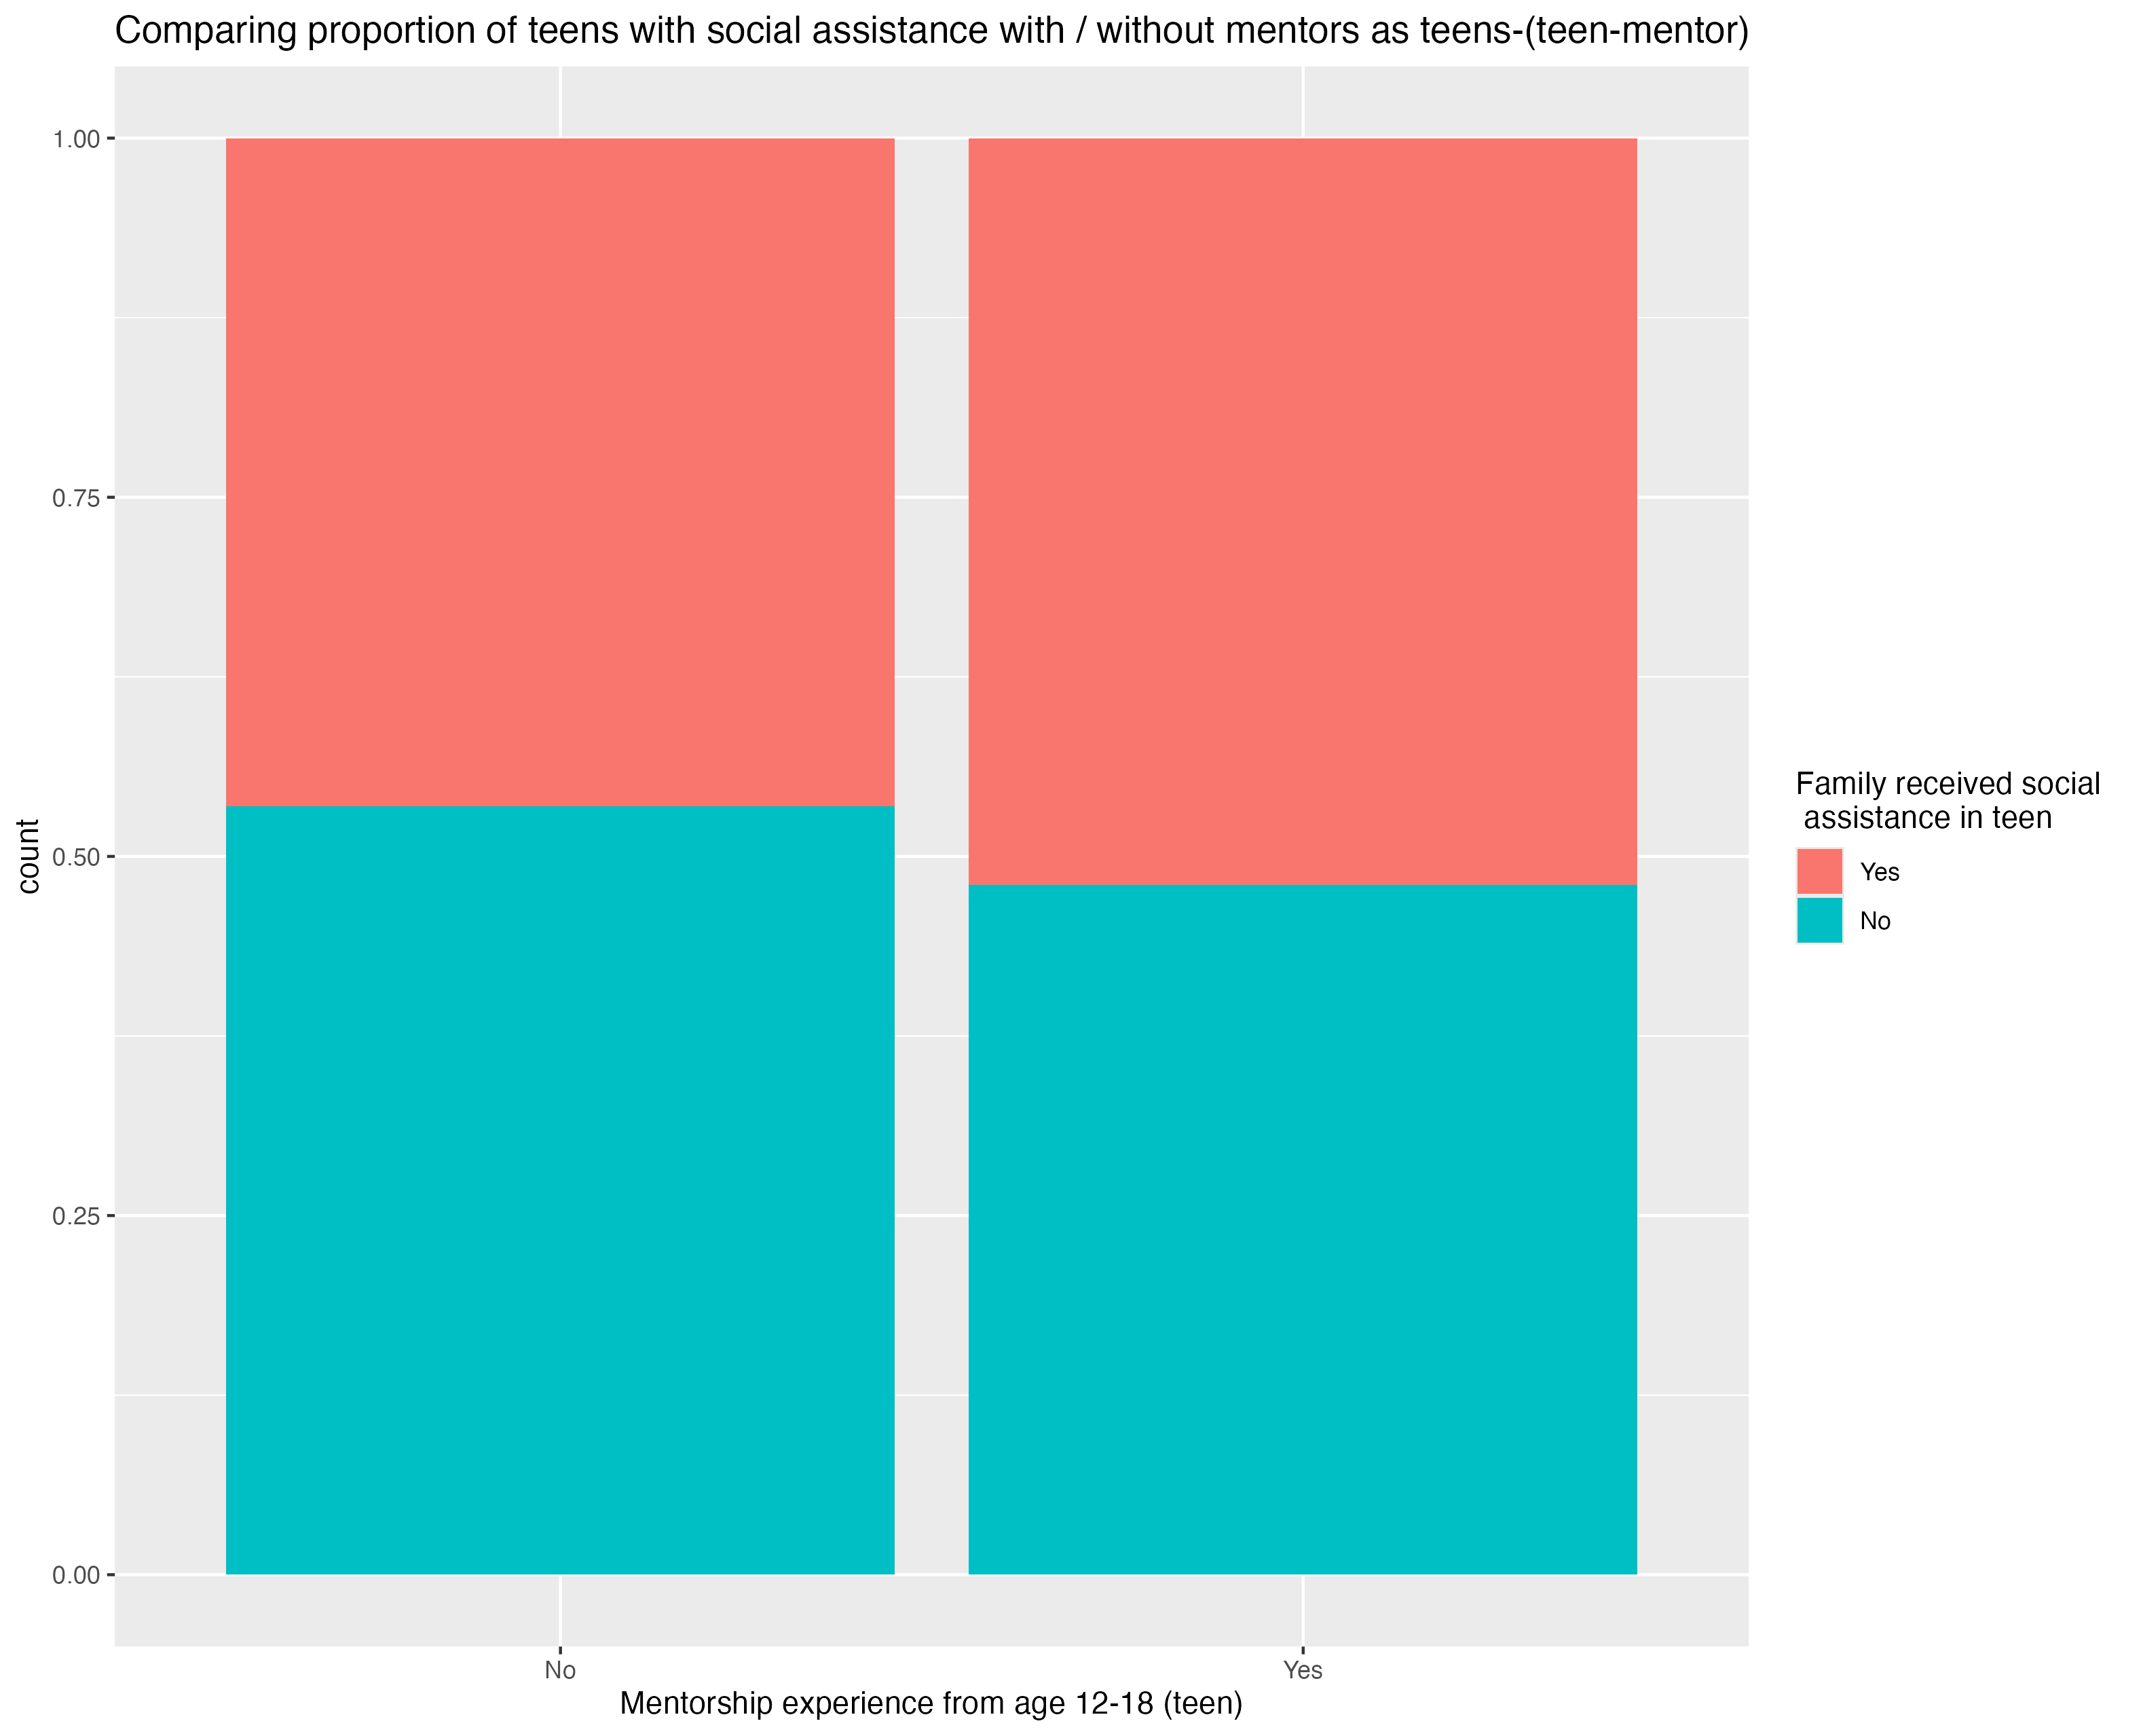 Comparing proportion of teens with social assistance with / without mentors as teens-(teen-mentor)
1.00
0.75
0.50
0.25
0.00
count
No
Yes
Mentorship experience from age 12-18 (teen)
Family received social
assistance in teen
Yes
No